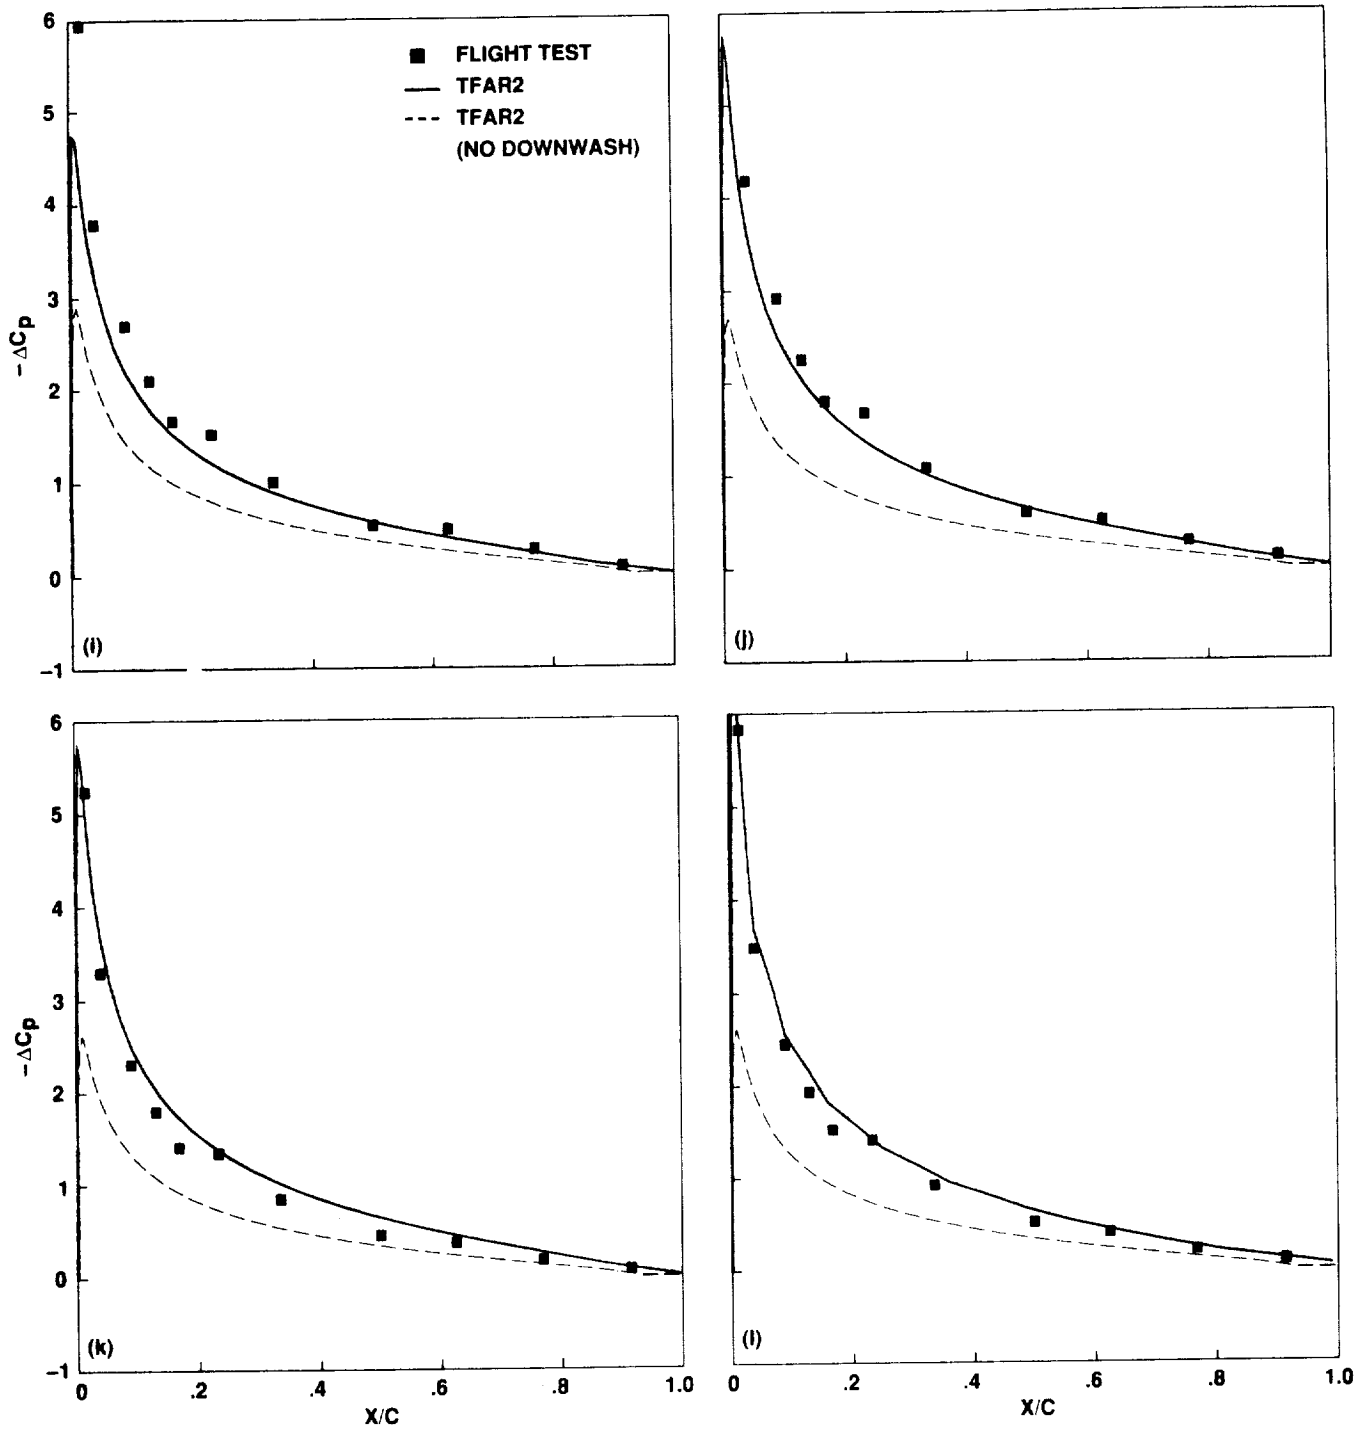 6
5
4
3
2
1
0
−1
−ΔCp
■ FLIGHT TEST
— TFAR2
--- TFAR2
(NO DOWNWASH)
(i)
(j)
6
5
4
3
2
1
0
−1
−ΔCp
(k)
0 .2 .4 .6 .8 1.0
X/C
(l)
0 .2 .4 .6 .8 1.0
X/C